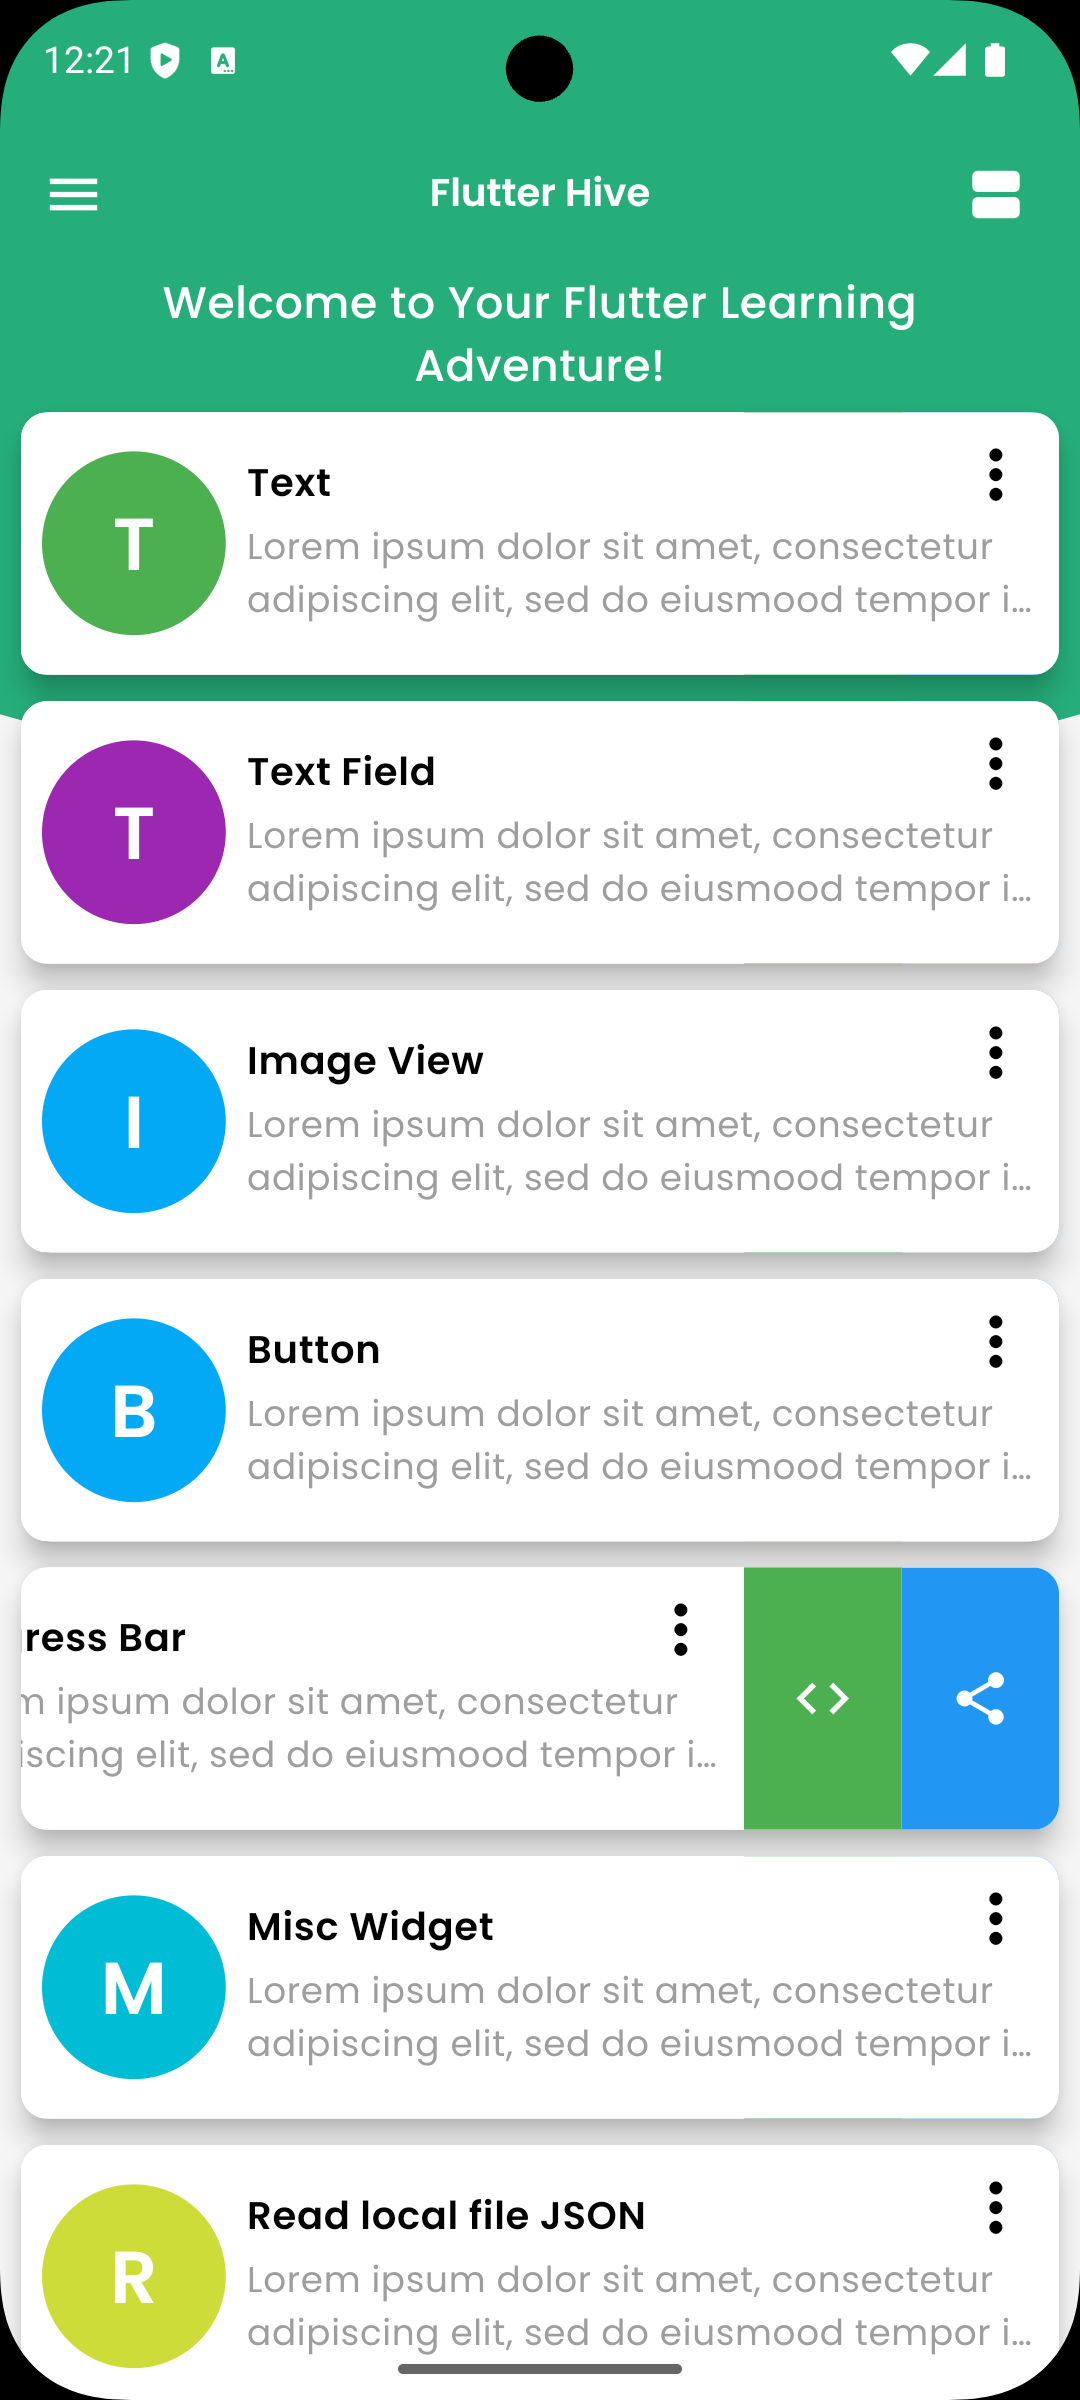 12:21
Flutter Hive
Welcome to Your Flutter Learning
Adventure!
T
Text
Lorem ipsum dolor sit amet, consectetur
adipiscing elit, sed do eiusmood tempor i...
T
Text Field
Lorem ipsum dolor sit amet, consectetur
adipiscing elit, sed do eiusmood tempor i...
I
Image View
Lorem ipsum dolor sit amet, consectetur
adipiscing elit, sed do eiusmood tempor i...
B
Button
Lorem ipsum dolor sit amet, consectetur
adipiscing elit, sed do eiusmood tempor i...
ress Bar
m ipsum dolor sit amet, consectetur
iscing elit, sed do eiusmood tempor i...
M
Misc Widget
Lorem ipsum dolor sit amet, consectetur
adipiscing elit, sed do eiusmood tempor i...
R
Read local file JSON
Lorem ipsum dolor sit amet, consectetur
adipiscing elit, sed do eiusmood tempor i...